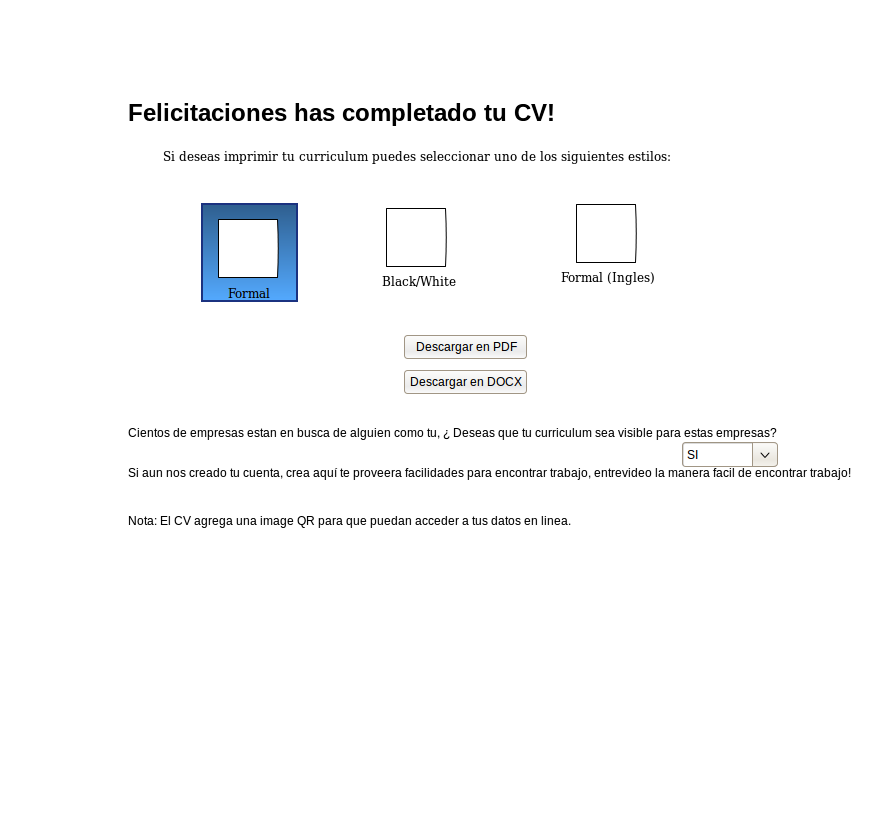 Felicitaciones has completado tu CV!
Si deseas imprimir tu curriculum puedes seleccionar uno de los siguientes estilos:
Formal
Black/White
Formal (Ingles)
Descargar en PDF
Descargar en DOCX
Cientos de empresas estan en busca de alguien como tu, ¿ Deseas que tu curriculum sea visible para estas empresas?
SI
Si aun nos creado tu cuenta, crea aquí te proveera facilidades para encontrar trabajo, entrevideo la manera facil de encontrar trabajo!
Nota: El CV agrega una image QR para que puedan acceder a tus datos en linea.